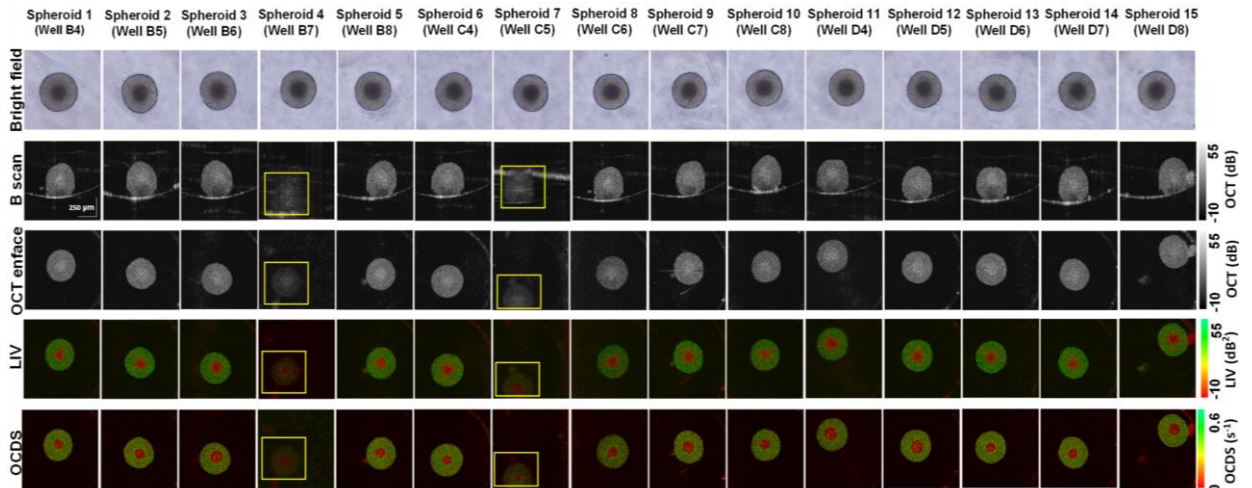 Spheroid 1 Spheroid 2 Spheroid 3 Spheroid 4 Spheroid 5 Spheroid 6 Spheroid 7 Spheroid 8 Spheroid 9 Spheroid 10 Spheroid 11 Spheroid 12 Spheroid 13 Spheroid 14 Spheroid 15
(Well B4) (Well B5) (Well B6) (Well B7) (Well B8) (Well C4) (Well C5) (Well C6) (Well C7) (Well C8) (Well D4) (Well D5) (Well D6) (Well D7) (Well D8)
Bright field
B scan
250 µm
55
-10
OCT (dB)
OCT enface
55
-10
OCT (dB)
LIV
55
-10
LIV (dB²)
OCDS
0.6
0
OCDS (s⁻¹)